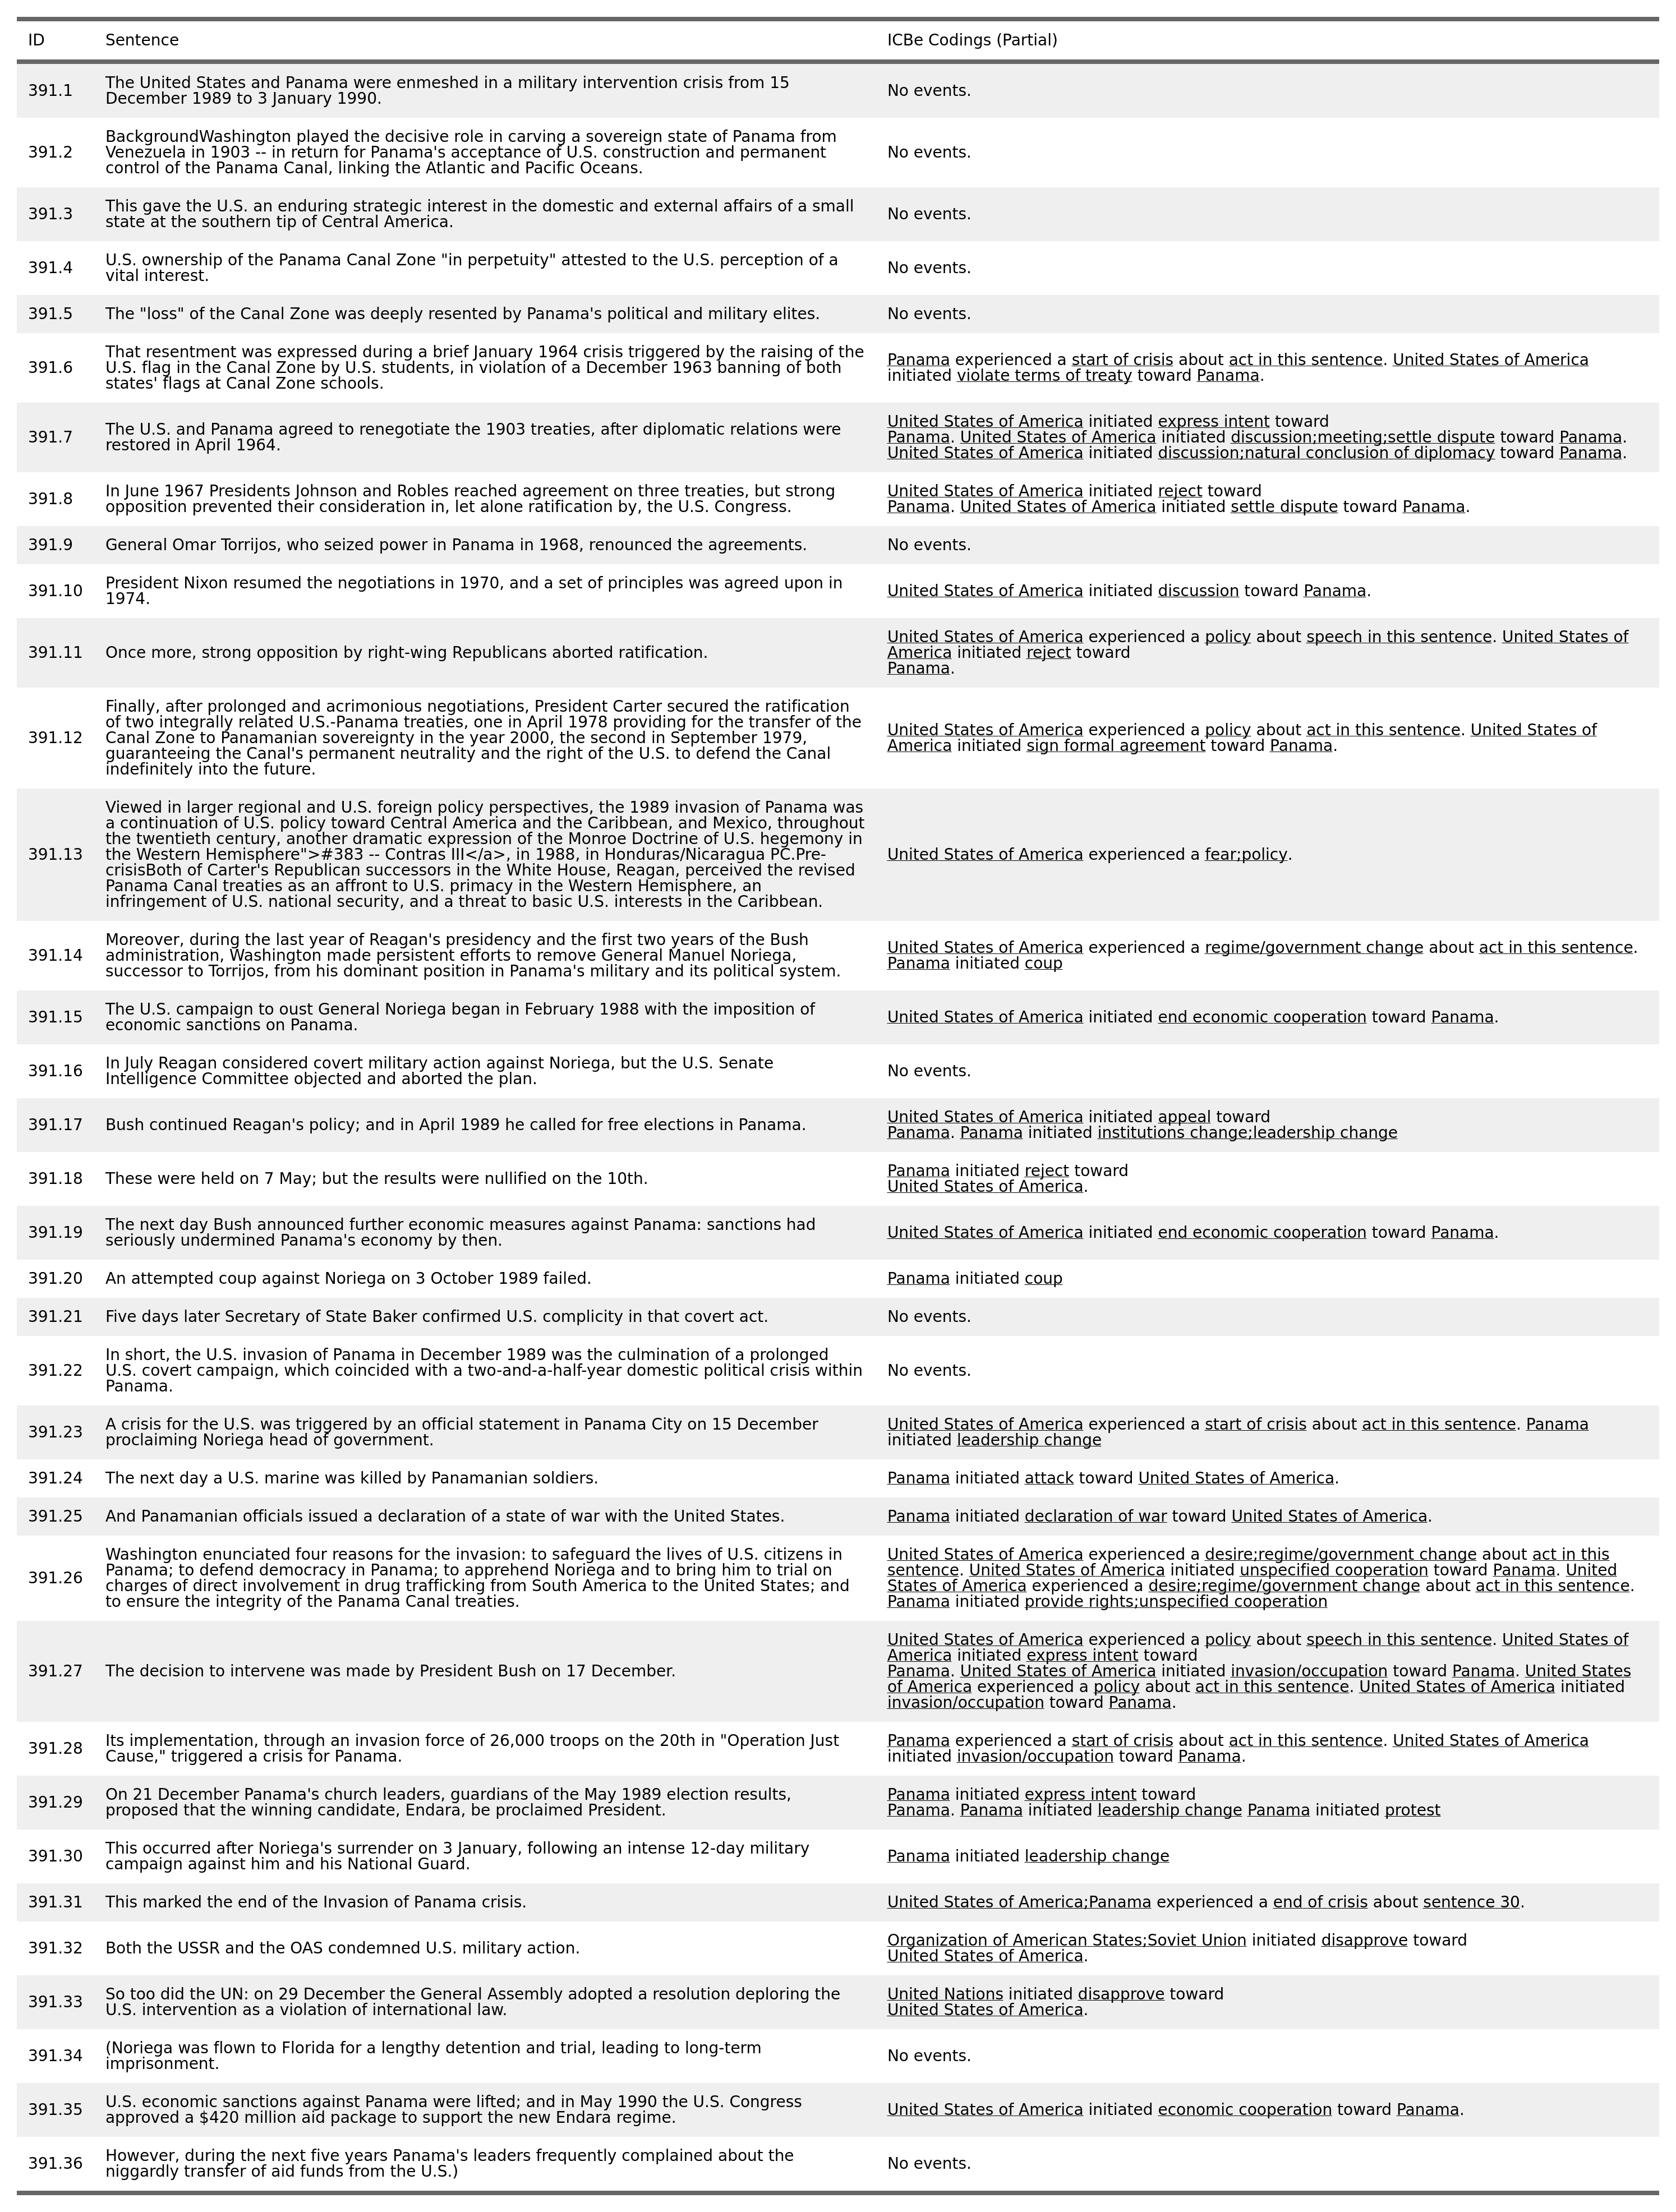 ID Sentence ICBe Codings (Partial)
391.1 The United States and Panama were enmeshed in a military intervention crisis from 15
December 1989 to 3 January 1990.
No events.
391.2 BackgroundWashington played the decisive role in carving a sovereign state of Panama from
Venezuela in 1903 -- in return for Panama's acceptance of U.S. construction and permanent
control of the Panama Canal, linking the Atlantic and Pacific Oceans.
No events.
391.3 This gave the U.S. an enduring strategic interest in the domestic and external affairs of a small
state at the southern tip of Central America.
No events.
391.4 U.S. ownership of the Panama Canal Zone "in perpetuity" attested to the U.S. perception of a
vital interest.
No events.
391.5 The "loss" of the Canal Zone was deeply resented by Panama's political and military elites.
No events.
391.6 That resentment was expressed during a brief January 1964 crisis triggered by the raising of the
U.S. flag in the Canal Zone by U.S. students, in violation of a December 1963 banning of both
states' flags at Canal Zone schools.
Panama experienced a start of crisis about act in this sentence. United States of America
initiated violate terms of treaty toward Panama.
391.7 The U.S. and Panama agreed to renegotiate the 1903 treaties, after diplomatic relations were
restored in April 1964.
United States of America initiated express intent toward
Panama. United States of America initiated discussion;meeting;settle dispute toward Panama.
United States of America initiated discussion;natural conclusion of diplomacy toward Panama.
391.8 In June 1967 Presidents Johnson and Robles reached agreement on three treaties, but strong
opposition prevented their consideration in, let alone ratification by, the U.S. Congress.
United States of America initiated reject toward
Panama. United States of America initiated settle dispute toward Panama.
391.9 General Omar Torrijos, who seized power in Panama in 1968, renounced the agreements.
No events.
391.10 President Nixon resumed the negotiations in 1970, and a set of principles was agreed upon in
1974.
United States of America initiated discussion toward Panama.
391.11 Once more, strong opposition by right-wing Republicans aborted ratification.
United States of America experienced a policy about speech in this sentence. United States of
America initiated reject toward
Panama.
391.12 Finally, after prolonged and acrimonious negotiations, President Carter secured the ratification
of two integrally related U.S.-Panama treaties, one in April 1978 providing for the transfer of the
Canal Zone to Panamanian sovereignty in the year 2000, the second in September 1979,
guaranteeing the Canal's permanent neutrality and the right of the U.S. to defend the Canal
indefinitely into the future.
United States of America experienced a policy about act in this sentence. United States of
America initiated sign formal agreement toward Panama.
391.13 Viewed in larger regional and U.S. foreign policy perspectives, the 1989 invasion of Panama was
a continuation of U.S. policy toward Central America and the Caribbean, and Mexico, throughout
the twentieth century, another dramatic expression of the Monroe Doctrine of U.S. hegemony in
the Western Hemisphere">#383 -- Contras III</a>, in 1988, in Honduras/Nicaragua PC.Pre-
crisisBoth of Carter's Republican successors in the White House, Reagan, perceived the revised
Panama Canal treaties as an affront to U.S. primacy in the Western Hemisphere, an
infringement of U.S. national security, and a threat to basic U.S. interests in the Caribbean.
United States of America experienced a fear;policy.
391.14 Moreover, during the last year of Reagan's presidency and the first two years of the Bush
administration, Washington made persistent efforts to remove General Manuel Noriega,
successor to Torrijos, from his dominant position in Panama's military and its political system.
United States of America experienced a regime/government change about act in this sentence.
Panama initiated coup
391.15 The U.S. campaign to oust General Noriega began in February 1988 with the imposition of
economic sanctions on Panama.
United States of America initiated end economic cooperation toward Panama.
391.16 In July Reagan considered covert military action against Noriega, but the U.S. Senate
Intelligence Committee objected and aborted the plan.
No events.
391.17 Bush continued Reagan's policy; and in April 1989 he called for free elections in Panama.
United States of America initiated appeal toward
Panama. Panama initiated institutions change;leadership change
391.18 These were held on 7 May; but the results were nullified on the 10th.
Panama initiated reject toward
United States of America.
391.19 The next day Bush announced further economic measures against Panama: sanctions had
seriously undermined Panama's economy by then.
United States of America initiated end economic cooperation toward Panama.
391.20 An attempted coup against Noriega on 3 October 1989 failed.
Panama initiated coup
391.21 Five days later Secretary of State Baker confirmed U.S. complicity in that covert act.
No events.
391.22 In short, the U.S. invasion of Panama in December 1989 was the culmination of a prolonged
U.S. covert campaign, which coincided with a two-and-a-half-year domestic political crisis within
Panama.
No events.
391.23 A crisis for the U.S. was triggered by an official statement in Panama City on 15 December
proclaiming Noriega head of government.
United States of America experienced a start of crisis about act in this sentence. Panama
initiated leadership change
391.24 The next day a U.S. marine was killed by Panamanian soldiers.
Panama initiated attack toward United States of America.
391.25 And Panamanian officials issued a declaration of a state of war with the United States.
Panama initiated declaration of war toward United States of America.
391.26 Washington enunciated four reasons for the invasion: to safeguard the lives of U.S. citizens in
Panama; to defend democracy in Panama; to apprehend Noriega and to bring him to trial on
charges of direct involvement in drug trafficking from South America to the United States; and
to ensure the integrity of the Panama Canal treaties.
United States of America experienced a desire;regime/government change about act in this
sentence. United States of America initiated unspecified cooperation toward Panama. United
States of America experienced a desire;regime/government change about act in this sentence.
Panama initiated provide rights;unspecified cooperation
391.27 The decision to intervene was made by President Bush on 17 December.
United States of America experienced a policy about speech in this sentence. United States of
America initiated express intent toward
Panama. United States of America initiated invasion/occupation toward Panama. United States
of America experienced a policy about act in this sentence. United States of America initiated
invasion/occupation toward Panama.
391.28 Its implementation, through an invasion force of 26,000 troops on the 20th in "Operation Just
Cause," triggered a crisis for Panama.
Panama experienced a start of crisis about act in this sentence. United States of America
initiated invasion/occupation toward Panama.
391.29 On 21 December Panama's church leaders, guardians of the May 1989 election results,
proposed that the winning candidate, Endara, be proclaimed President.
Panama initiated express intent toward
Panama. Panama initiated leadership change Panama initiated protest
391.30 This occurred after Noriega's surrender on 3 January, following an intense 12-day military
campaign against him and his National Guard.
Panama initiated leadership change
391.31 This marked the end of the Invasion of Panama crisis.
United States of America;Panama experienced a end of crisis about sentence 30.
391.32 Both the USSR and the OAS condemned U.S. military action.
Organization of American States;Soviet Union initiated disapprove toward
United States of America.
391.33 So too did the UN: on 29 December the General Assembly adopted a resolution deploring the
U.S. intervention as a violation of international law.
United Nations initiated disapprove toward
United States of America.
391.34 (Noriega was flown to Florida for a lengthy detention and trial, leading to long-term
imprisonment.
No events.
391.35 U.S. economic sanctions against Panama were lifted; and in May 1990 the U.S. Congress
approved a $420 million aid package to support the new Endara regime.
United States of America initiated economic cooperation toward Panama.
391.36 However, during the next five years Panama's leaders frequently complained about the
niggardly transfer of aid funds from the U.S.)
No events.